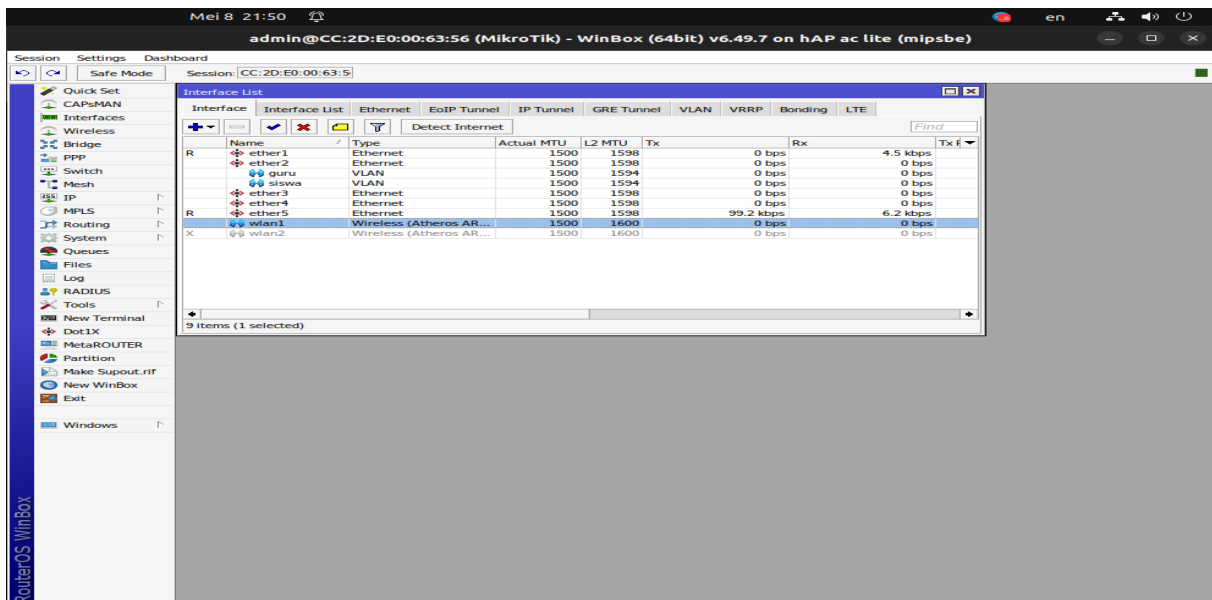 Mei 8 21:50 en
admin@CC:2D:E0:00:63:56 (MikroTik) - WinBox (64bit) v6.49.7 on hAP ac lite (mipsbe)
Session Settings Dashboard
Safe Mode Session: CC:2D:E0:00:63:5
Quick Set
CAPsMAN
Interfaces
Wireless
Bridge
PPP
Switch
Mesh
IP
MPLS
Routing
System
Queues
Files
Log
RADIUS
Tools
New Terminal
Dot1X
MetaROUTER
Partition
Make Supout.rif
New WinBox
Exit
Windows
RouterOS WinBox
Interface List
Interface Interface List Ethernet EoIP Tunnel IP Tunnel GRE Tunnel VLAN VRRP Bonding LTE
Detect Internet Find
Name Type Actual MTU L2 MTU Tx Rx Tx
R ether1 Ethernet 1500 1598 0 bps 4.5 kbps
ether2 Ethernet 1500 1598 0 bps 0 bps
guru VLAN 1500 1594 0 bps 0 bps
siswa VLAN 1500 1594 0 bps 0 bps
ether3 Ethernet 1500 1598 0 bps 0 bps
ether4 Ethernet 1500 1598 0 bps 0 bps
R ether5 Ethernet 1500 1598 99.2 kbps 6.2 kbps
wlan1 Wireless (Atheros AR... 1500 1600 0 bps 0 bps
X wlan2 Wireless (Atheros AR... 1500 1600 0 bps 0 bps
9 items (1 selected)